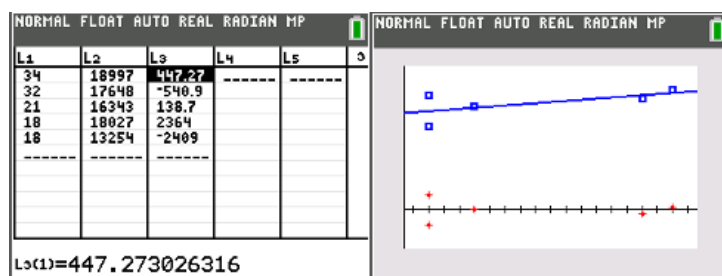 NORMAL FLOAT AUTO REAL RADIAN MP
L1 L2 L3 L4 L5 3
34 18997 447.27 ------ ------
32 17648 -540.9
21 16343 138.7
18 18027 2364
18 13254 -2409
------ ------ ------
L3(1)=447.273026316
NORMAL FLOAT AUTO REAL RADIAN MP